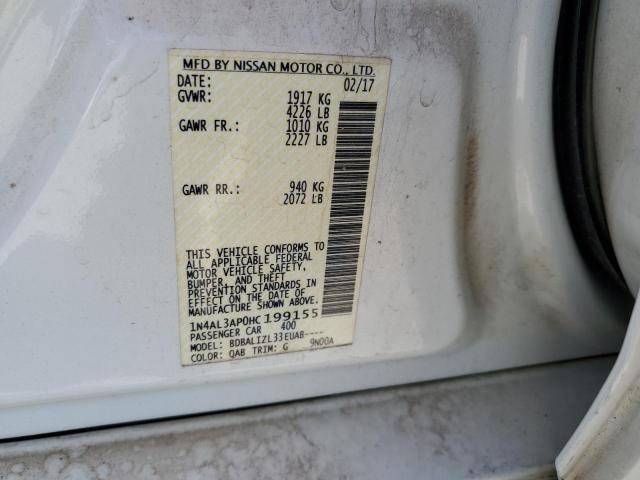 MFD BY NISSAN MOTOR CO., LTD.
DATE: 02/17
GVWR: 1917 KG
4226 LB
GAWR FR.: 1010 KG
2227 LB
GAWR RR.: 940 KG
2072 LB
THIS VEHICLE CONFORMS TO
ALL APPLICABLE FEDERAL
MOTOR VEHICLE SAFETY,
BUMPER, AND THEFT
PREVENTION STANDARDS IN
EFFECT ON THE DATE OF
MANUFACTURE SHOWN ABOVE.
1N4AL3AP0HC199155
PASSENGER CAR 400
MODEL: BDBALIZL33EUAB----
COLOR: QAB TRIM: G 9N00A